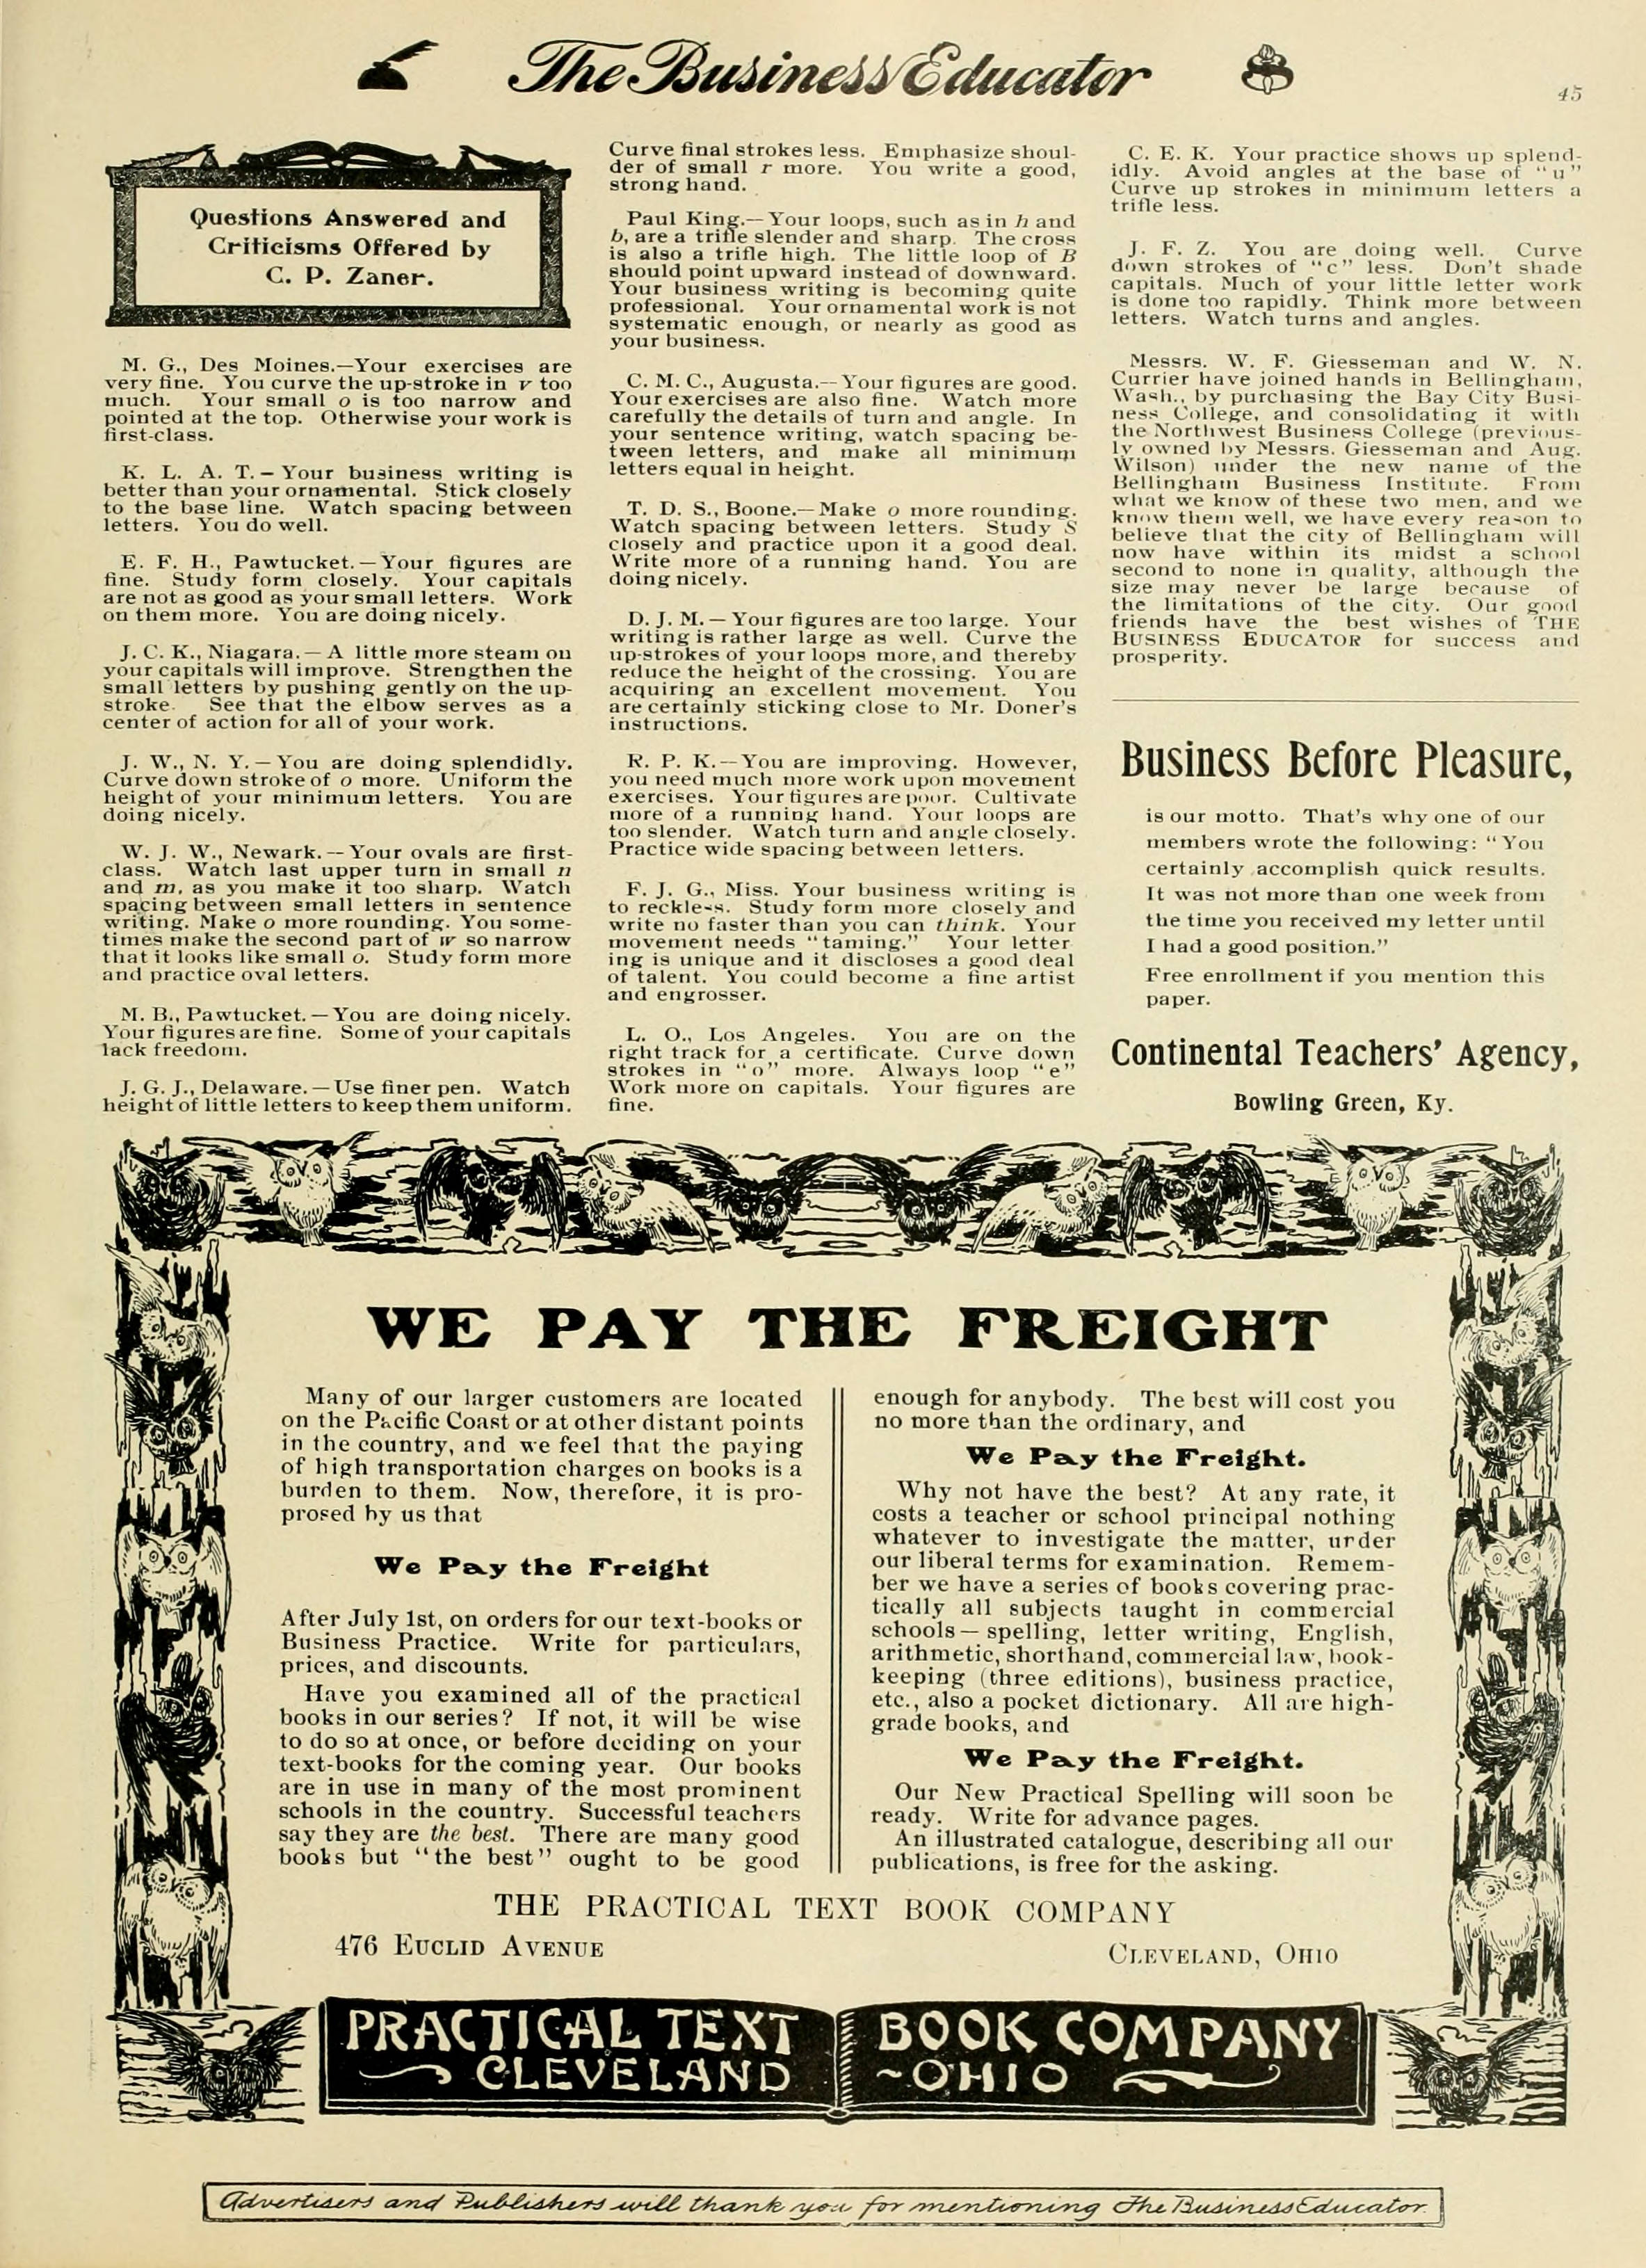 The Business Educator
45
Questions Answered and
Criticisms Offered by
C. P. Zaner.
M. G., Des Moines.—Your exercises are
very fine. You curve the up-stroke in v too
much. Your small o is too narrow and
pointed at the top. Otherwise your work is
first-class.
K. L. A. T.—Your business writing is
better than your ornamental. Stick closely
to the base line. Watch spacing between
letters. You do well.
E. F. H., Pawtucket.—Your figures are
fine. Study form closely. Your capitals
are not as good as your small letters. Work
on them more. You are doing nicely.
J. C. K., Niagara.—A little more steam on
your capitals will improve. Strengthen the
small letters by pushing gently on the up-
stroke. See that the elbow serves as a
center of action for all of your work.
J. W., N. Y.—You are doing splendidly.
Curve down stroke of o more. Uniform the
height of your minimum letters. You are
doing nicely.
W. J. W., Newark.—Your ovals are first-
class. Watch last upper turn in small n
and m, as you make it too sharp. Watch
spacing between small letters in sentence
writing. Make o more rounding. You some-
times make the second part of w so narrow
that it looks like small o. Study form more
and practice oval letters.
M. B., Pawtucket.—You are doing nicely.
Your figures are fine. Some of your capitals
lack freedom.
J. G. J., Delaware.—Use finer pen. Watch
height of little letters to keep them uniform.
Curve final strokes less. Emphasize shoul-
der of small r more. You write a good,
strong hand.
Paul King.—Your loops, such as in h and
b, are a trifle slender and sharp. The cross
is also a trifle high. The little loop of B
should point upward instead of downward.
Your business writing is becoming quite
professional. Your ornamental work is not
systematic enough, or nearly as good as
your business.
C. M. C., Augusta.—Your figures are good.
Your exercises are also fine. Watch more
carefully the details of turn and angle. In
your sentence writing, watch spacing be-
tween letters, and make all minimum
letters equal in height.
T. D. S., Boone.—Make o more rounding.
Watch spacing between letters. Study S
closely and practice upon it a good deal.
Write more of a running hand. You are
doing nicely.
D. J. M.—Your figures are too large. Your
writing is rather large as well. Curve the
up-strokes of your loops more, and thereby
reduce the height of the crossing. You are
acquiring an excellent movement. You
are certainly sticking close to Mr. Doner's
instructions.
R. P. K.—You are improving. However,
you need much more work upon movement
exercises. Your figures are poor. Cultivate
more of a running hand. Your loops are
too slender. Watch turn and angle closely.
Practice wide spacing between letters.
F. J. G., Miss. Your business writing is
to reckless. Study form more closely and
write no faster than you can think. Your
movement needs "taming." Your letter
ing is unique and it discloses a good deal
of talent. You could become a fine artist
and engrosser.
L. O., Los Angeles. You are on the
right track for a certificate. Curve down
strokes in "o" more. Always loop "e"
Work more on capitals. Your figures are
fine.
C. E. K. Your practice shows up splend-
idly. Avoid angles at the base of "u"
Curve up strokes in minimum letters a
trifle less.
J. F. Z. You are doing well. Curve
down strokes of "c" less. Don't shade
capitals. Much of your little letter work
is done too rapidly. Think more between
letters. Watch turns and angles.
Messrs. W. F. Giesseman and W. N.
Currier have joined hands in Bellingham,
Wash., by purchasing the Bay City Busi-
ness College, and consolidating it with
the Northwest Business College (previous-
ly owned by Messrs. Giesseman and Aug.
Wilson) under the new name of the
Bellingham Business Institute. From
what we know of these two men, and we
know them well, we have every reason to
believe that the city of Bellingham will
now have within its midst a school
second to none in quality, although the
size may never be large because of
the limitations of the city. Our good
friends have the best wishes of THE
BUSINESS EDUCATOR for success and
prosperity.
Business Before Pleasure,
is our motto. That's why one of our
members wrote the following: "You
certainly accomplish quick results.
It was not more than one week from
the time you received my letter until
I had a good position."
Free enrollment if you mention this
paper.
Continental Teachers' Agency,
Bowling Green, Ky.
WE PAY THE FREIGHT
Many of our larger customers are located
on the Pacific Coast or at other distant points
in the country, and we feel that the paying
of high transportation charges on books is a
burden to them. Now, therefore, it is pro-
prosed by us that
We Pay the Freight
After July 1st, on orders for our text-books or
Business Practice. Write for particulars,
prices, and discounts.
Have you examined all of the practical
books in our series? If not, it will be wise
to do so at once, or before deciding on your
text-books for the coming year. Our books
are in use in many of the most prominent
schools in the country. Successful teachers
say they are the best. There are many good
books but "the best" ought to be good
enough for anybody. The best will cost you
no more than the ordinary, and
We Pay the Freight.
Why not have the best? At any rate, it
costs a teacher or school principal nothing
whatever to investigate the matter, urder
our liberal terms for examination. Remem-
ber we have a series of books covering prac-
tically all subjects taught in commercial
schools—spelling, letter writing, English,
arithmetic, shorthand, commercial law, book-
keeping (three editions), business practice,
etc., also a pocket dictionary. All are high-
grade books, and
We Pay the Freight.
Our New Practical Spelling will soon be
ready. Write for advance pages.
An illustrated catalogue, describing all our
publications, is free for the asking.
THE PRACTICAL TEXT BOOK COMPANY
476 EUCLID AVENUE
CLEVELAND, OHIO
PRACTICAL TEXT BOOK COMPANY
CLEVELAND ~OHIO
Advertisers and Publishers will thank you for mentioning The Business Educator.